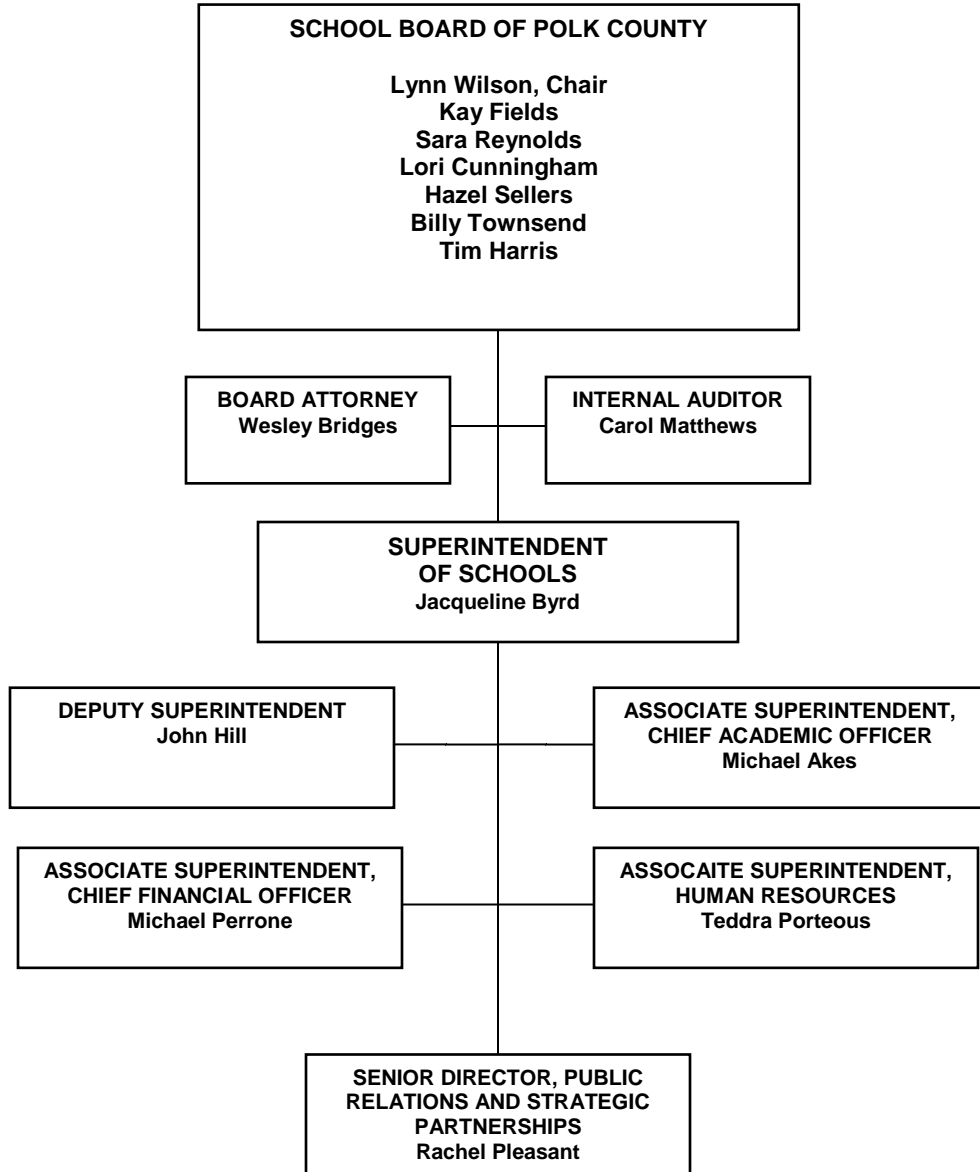 SCHOOL BOARD OF POLK COUNTY
Lynn Wilson, Chair
Kay Fields
Sara Reynolds
Lori Cunningham
Hazel Sellers
Billy Townsend
Tim Harris
BOARD ATTORNEY
Wesley Bridges
INTERNAL AUDITOR
Carol Matthews
SUPERINTENDENT
OF SCHOOLS
Jacqueline Byrd
DEPUTY SUPERINTENDENT
John Hill
ASSOCIATE SUPERINTENDENT,
CHIEF ACADEMIC OFFICER
Michael Akes
ASSOCIATE SUPERINTENDENT,
CHIEF FINANCIAL OFFICER
Michael Perrone
ASSOCAITE SUPERINTENDENT,
HUMAN RESOURCES
Teddra Porteous
SENIOR DIRECTOR, PUBLIC
RELATIONS AND STRATEGIC
PARTNERSHIPS
Rachel Pleasant